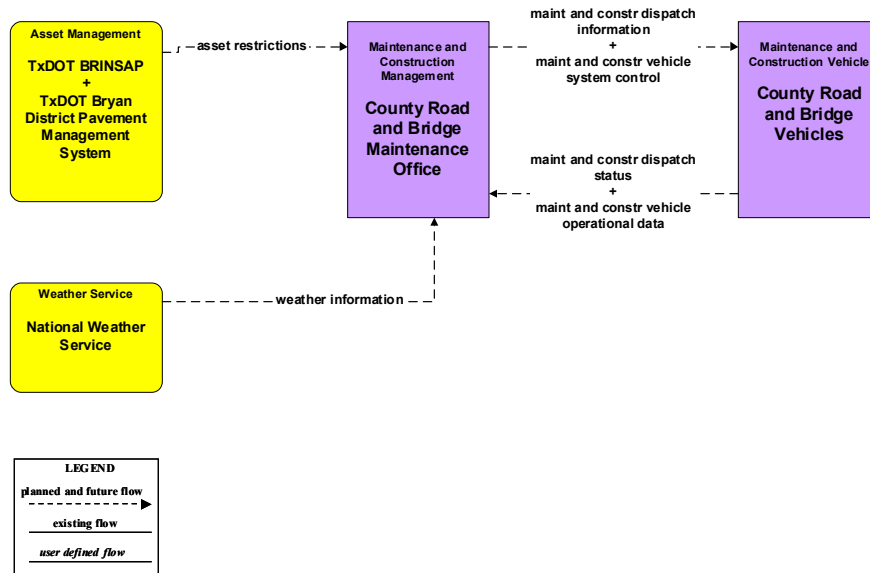 Asset Management
TxDOT BRINSAP
+
TxDOT Bryan
District Pavement
Management
System
asset restrictions
Maintenance and
Construction
Management
County Road
and Bridge
Maintenance
Office
maint and constr dispatch
information
+
maint and constr vehicle
system control
Maintenance and
Construction Vehicle
County Road
and Bridge
Vehicles
maint and constr dispatch
status
+
maint and constr vehicle
operational data
Weather Service
National Weather
Service
weather information
LEGEND
planned and future flow
existing flow
user defined flow